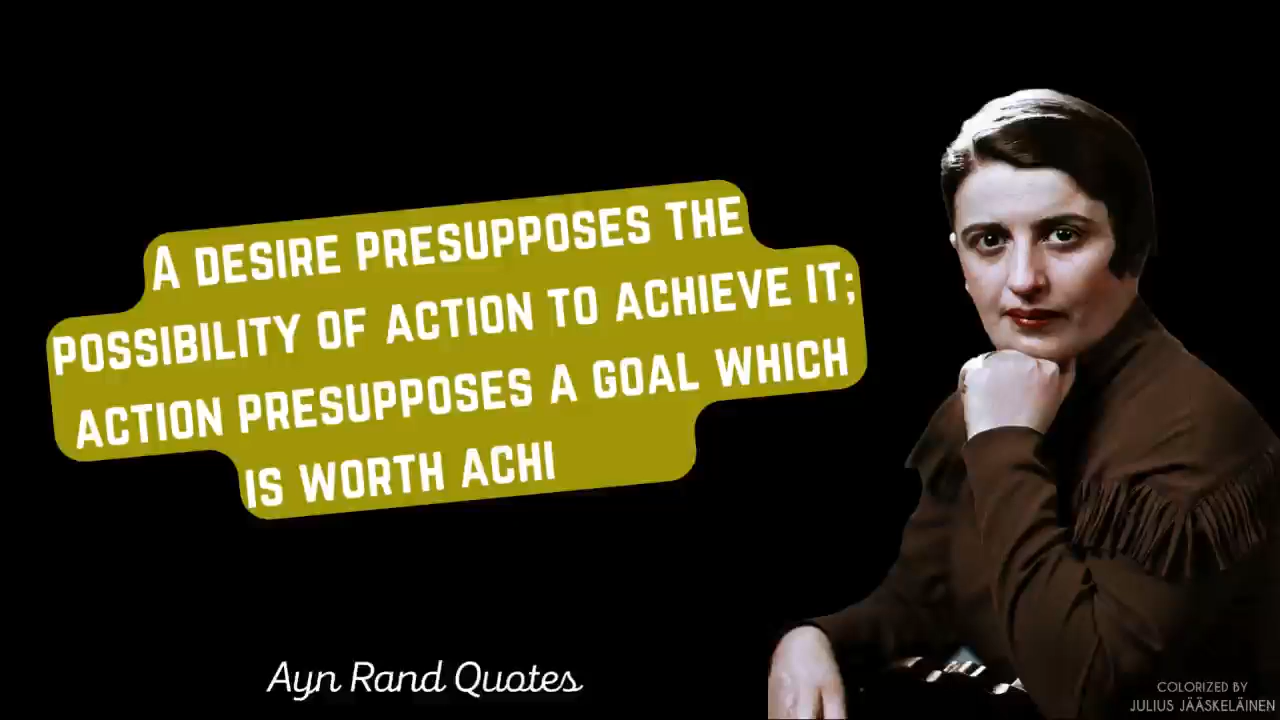 A DESIRE PRESUPPOSES THE
POSSIBILITY OF ACTION TO ACHIEVE IT;
ACTION PRESUPPOSES A GOAL WHICH
IS WORTH ACHI
Ayn Rand Quotes
COLORIZED BY
JULIUS JÄÄSKELÄINEN